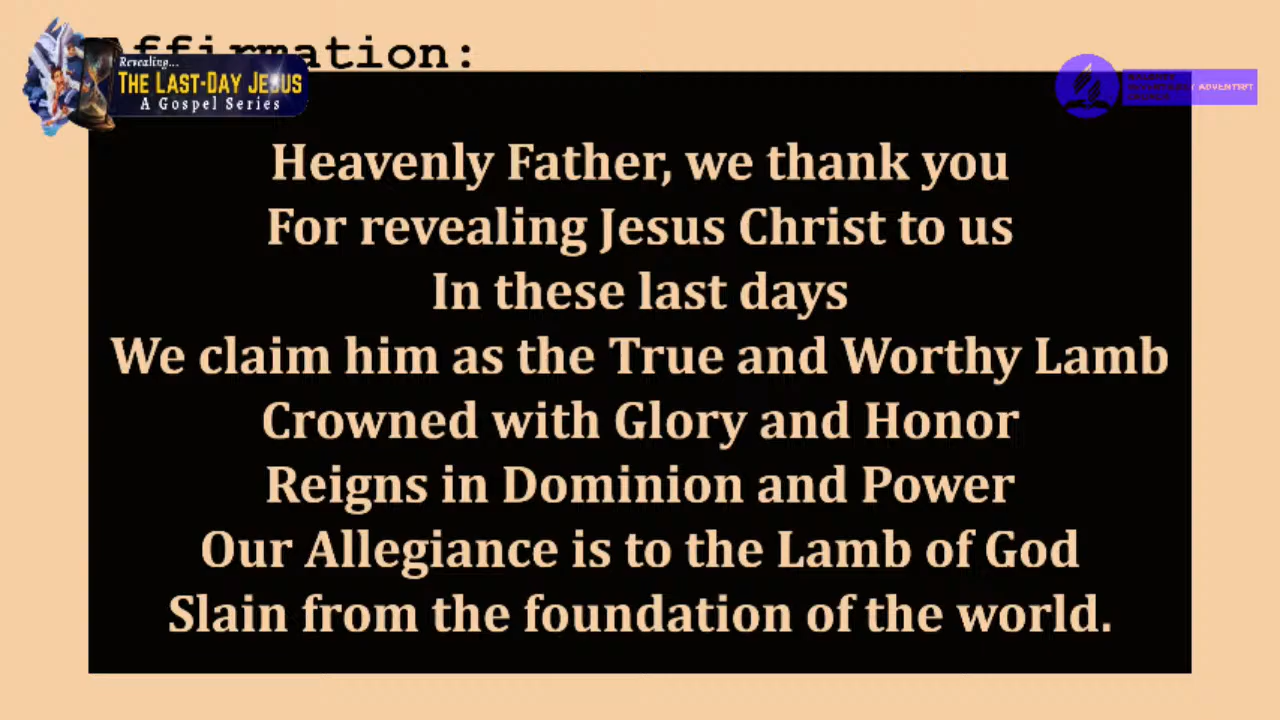 Affirmation:
Revealing...
THE LAST-DAY JESUS
A Gospel Series
ADVENTIST
Heavenly Father, we thank you
For revealing Jesus Christ to us
In these last days
We claim him as the True and Worthy Lamb
Crowned with Glory and Honor
Reigns in Dominion and Power
Our Allegiance is to the Lamb of God
Slain from the foundation of the world.